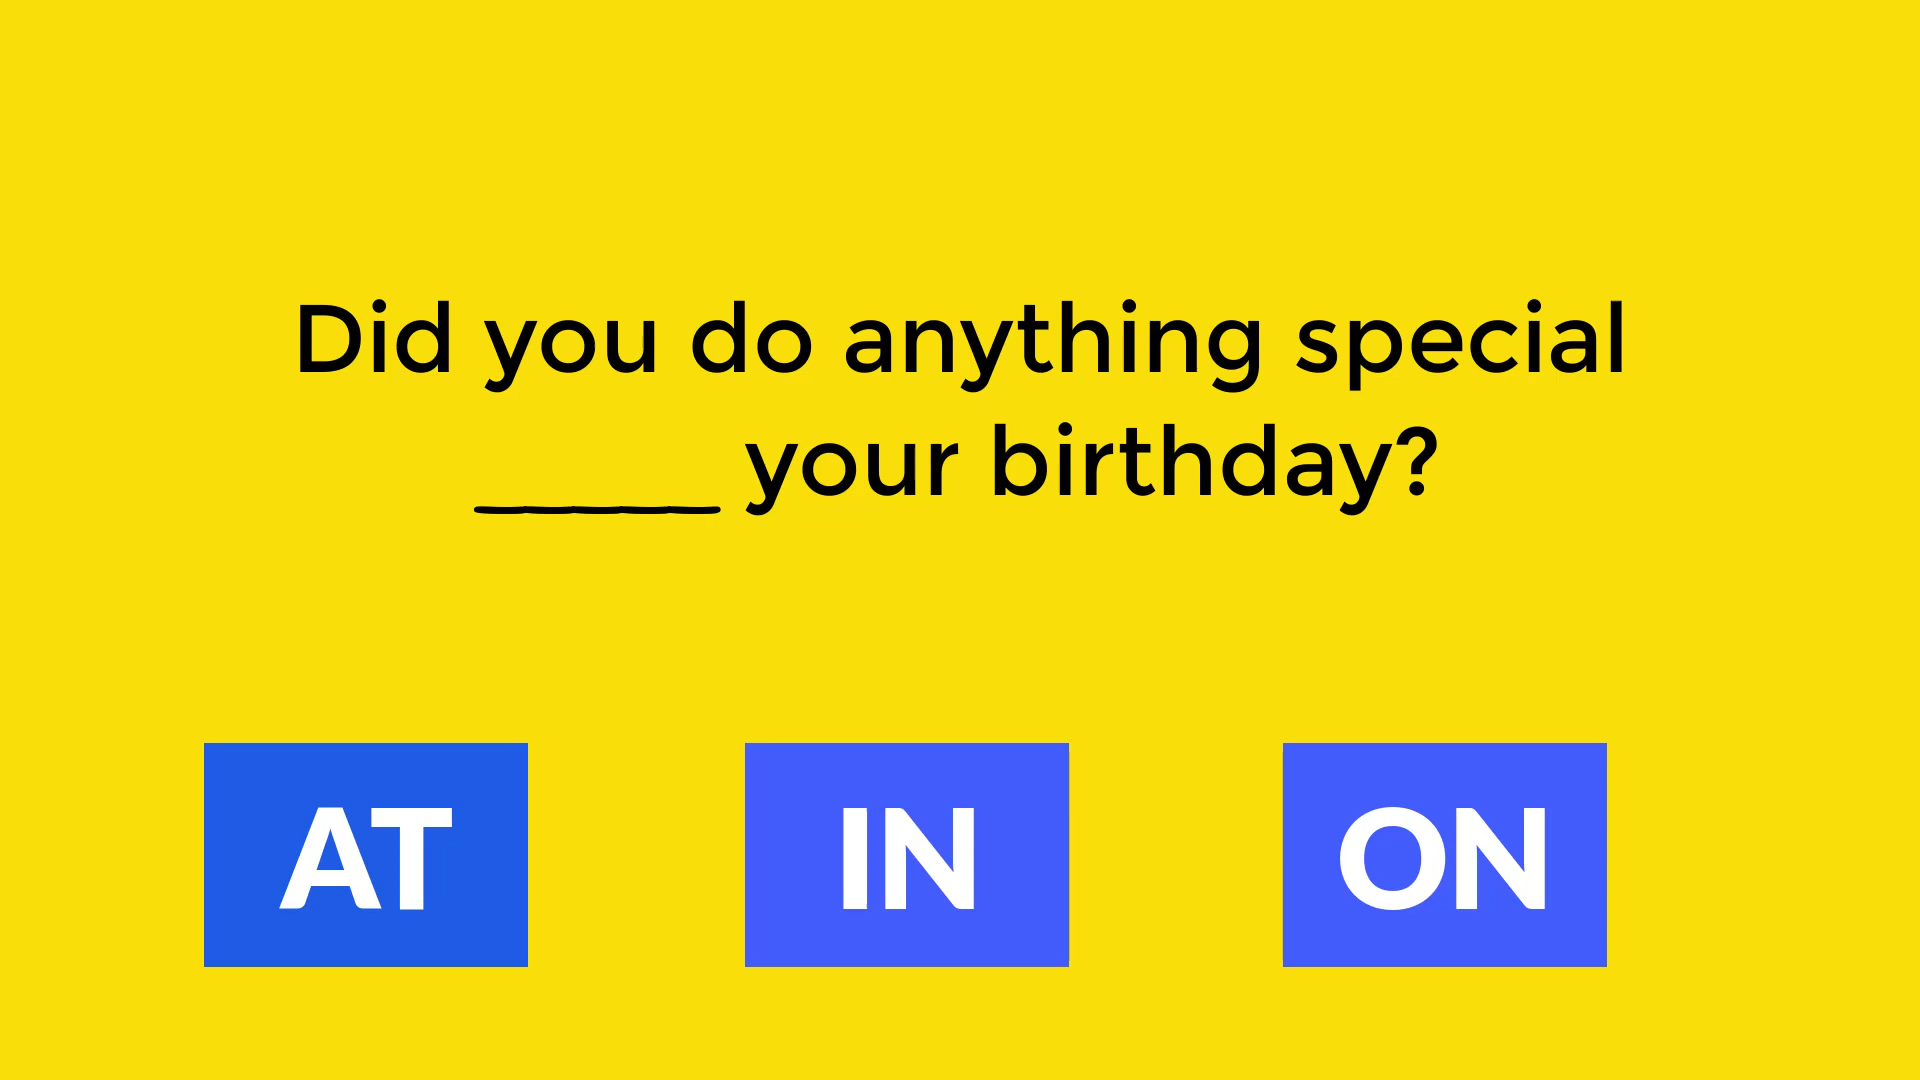 Did you do anything special
_____ your birthday?
AT
IN
ON